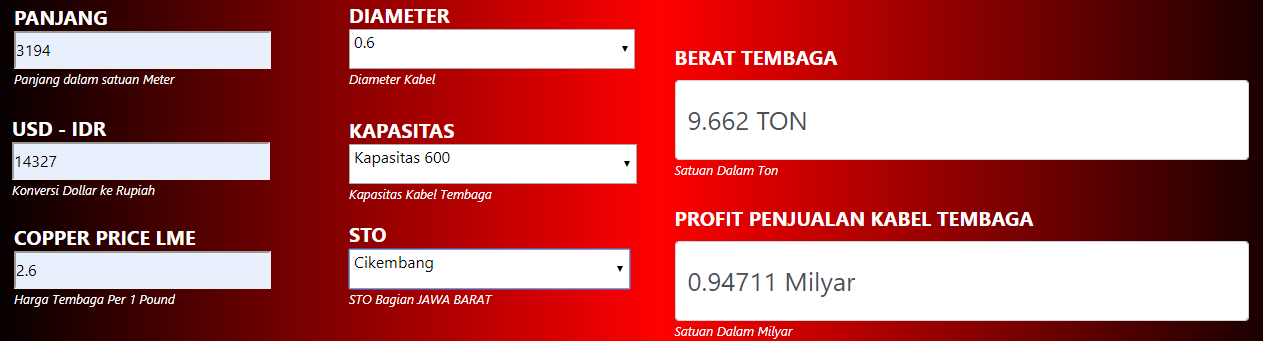 PANJANG
3194
Panjang dalam satuan Meter
USD - IDR
14327
Konversi Dollar ke Rupiah
COPPER PRICE LME
2.6
Harga Tembaga Per 1 Pound
DIAMETER
0.6
Diameter Kabel
KAPASITAS
Kapasitas 600
Kapasitas Kabel Tembaga
STO
Cikembang
STO Bagian JAWA BARAT
BERAT TEMBAGA
9.662 TON
Satuan Dalam Ton
PROFIT PENJUALAN KABEL TEMBAGA
0.94711 Milyar
Satuan Dalam Milyar